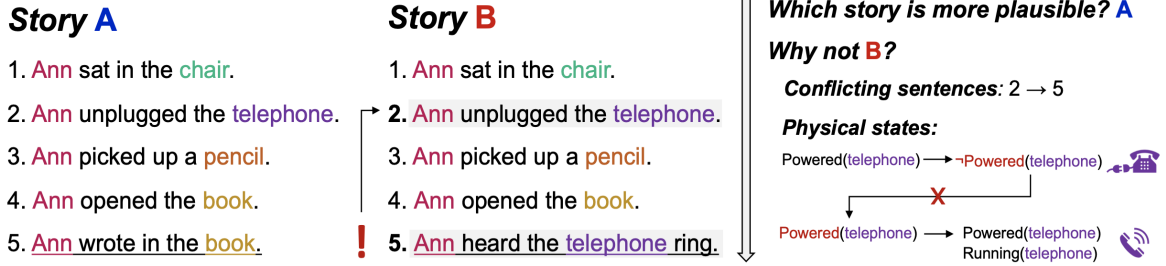 Story A
1. Ann sat in the chair.
2. Ann unplugged the telephone.
3. Ann picked up a pencil.
4. Ann opened the book.
5. Ann wrote in the book.
!
Story B
1. Ann sat in the chair.
2. Ann unplugged the telephone.
3. Ann picked up a pencil.
4. Ann opened the book.
5. Ann heard the telephone ring.
Which story is more plausible? A
Why not B?
Conflicting sentences: 2 → 5
Physical states:
Powered(telephone) → ¬Powered(telephone)
X
Powered(telephone) → Powered(telephone)
Running(telephone)